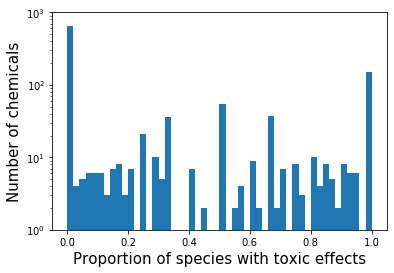 Number of chemicals
10³
10²
10¹
10⁰
0.0 0.2 0.4 0.6 0.8 1.0
Proportion of species with toxic effects